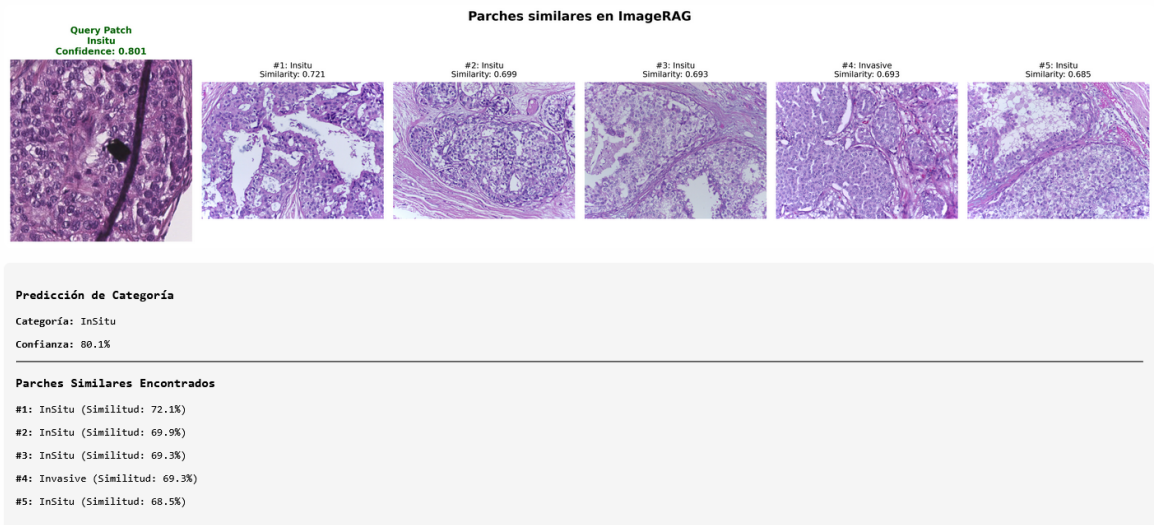 Parches similares en ImageRAG
Query Patch
Insitu
Confidence: 0.801
#1: Insitu
Similarity: 0.721
#2: Insitu
Similarity: 0.699
#3: Insitu
Similarity: 0.693
#4: Invasive
Similarity: 0.693
#5: Insitu
Similarity: 0.685
Predicción de Categoría
Categoría: InSitu
Confianza: 80.1%
Parches Similares Encontrados
#1: InSitu (Similitud: 72.1%)
#2: InSitu (Similitud: 69.9%)
#3: InSitu (Similitud: 69.3%)
#4: Invasive (Similitud: 69.3%)
#5: InSitu (Similitud: 68.5%)